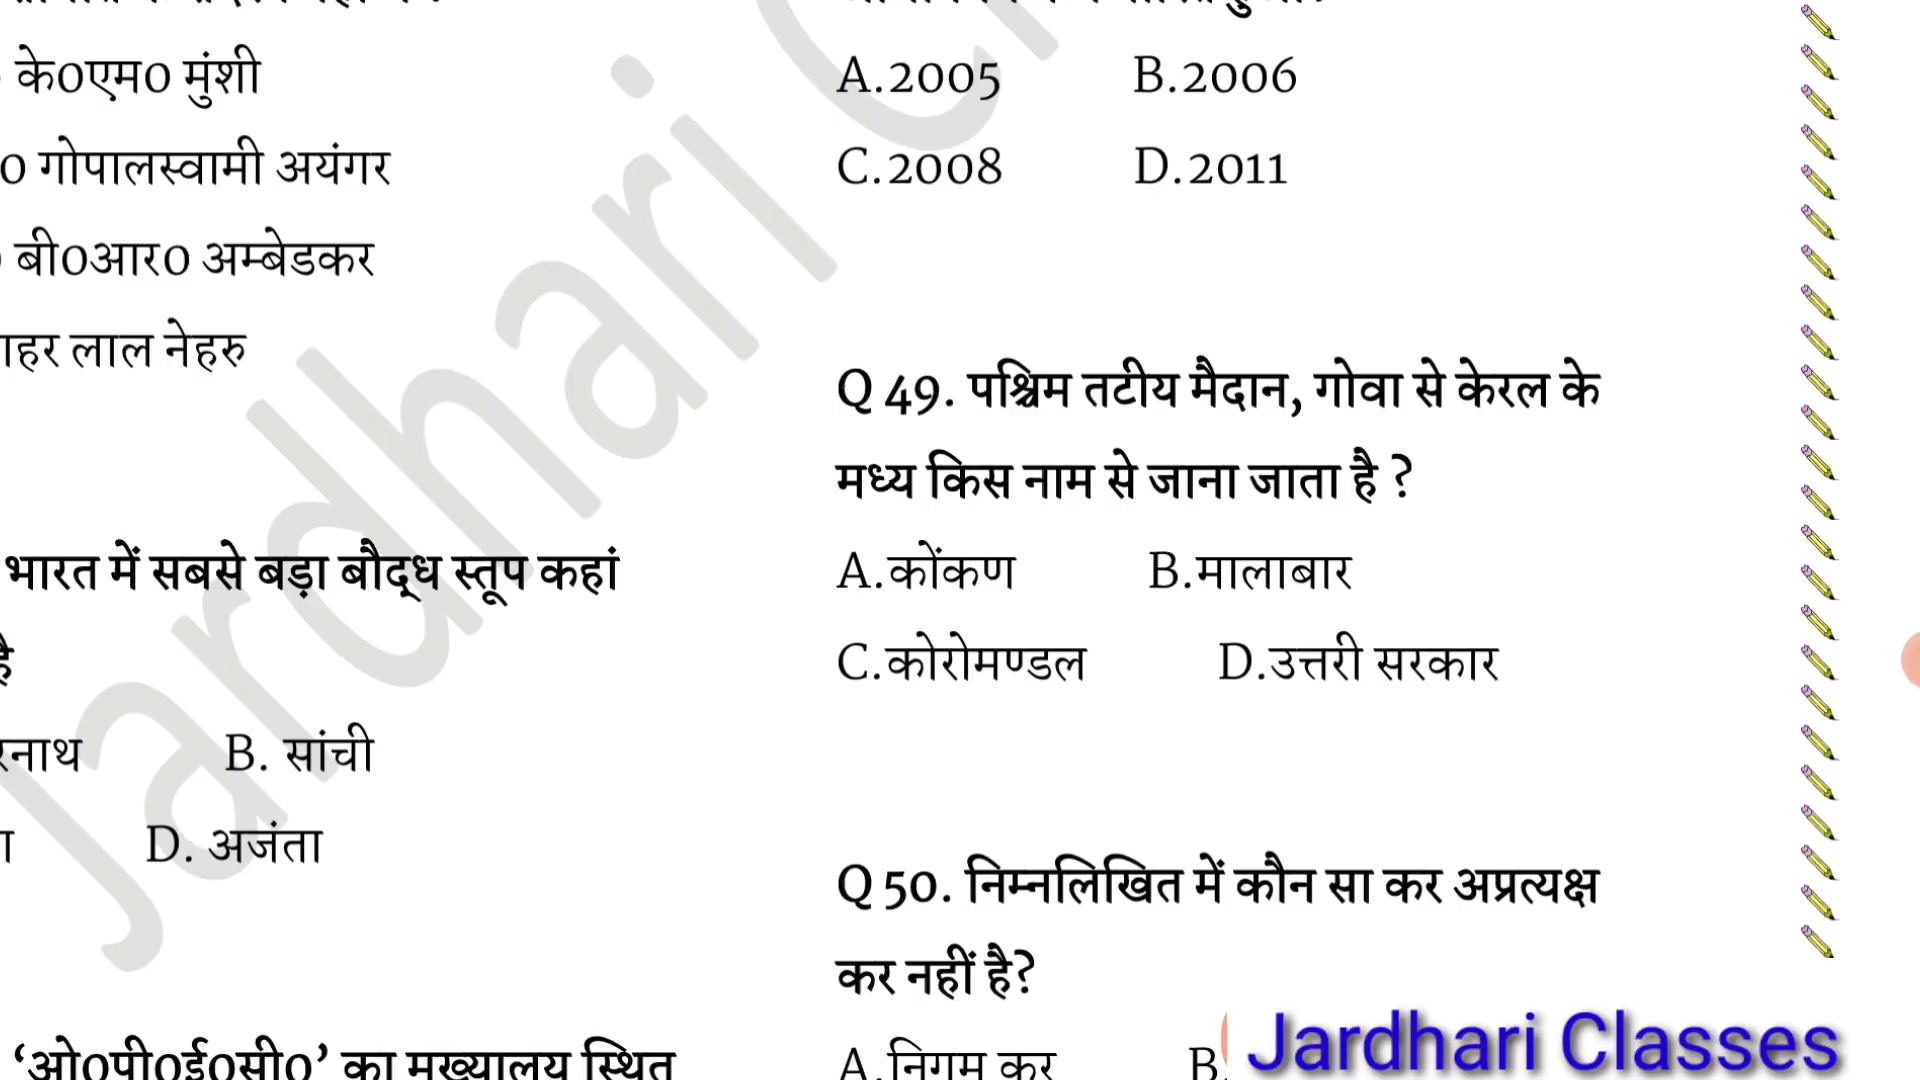 केOएमO मुंशी
O गोपालस्वामी अयंगर
बीOआरO अम्बेडकर
लाल नेहरु
भारत में सबसे बड़ा बौद्ध स्तूप कहां
है
B. सांची
D. अजंता
‘ओOपीOईOसीO’ का मुख्यालय स्थित
A.2005 B.2006
C.2008 D.2011
Q 49. पश्चिम तटीय मैदान, गोवा से केरल के
मध्य किस नाम से जाना जाता है ?
A.कोंकण B.मालाबार
C.कोरोमण्डल D.उत्तरी सरकार
Q 50. निम्नलिखित में कौन सा कर अप्रत्यक्ष
कर नहीं है?
A.निगम कर B.
Jardhari Classes
Jardhari